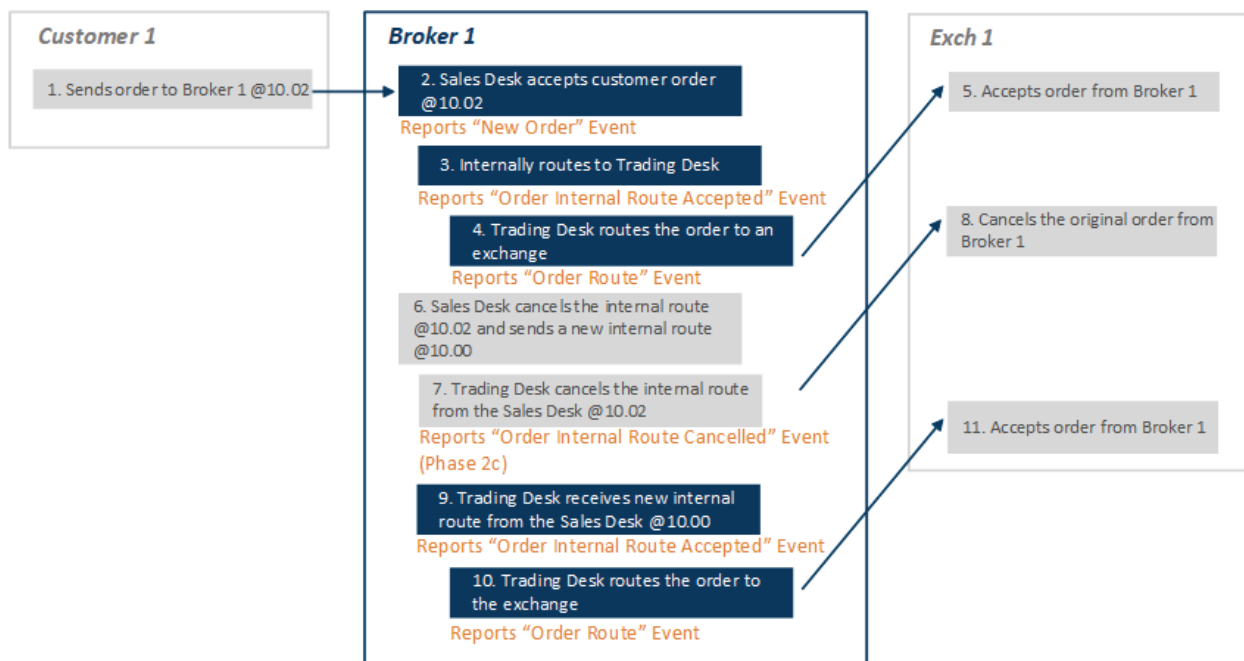 Customer 1
1. Sends order to Broker 1 @10.02
Broker 1
2. Sales Desk accepts customer order
@10.02
Reports “New Order” Event
3. Internally routes to Trading Desk
Reports “Order Internal Route Accepted” Event
4. Trading Desk routes the order to an
exchange
Reports “Order Route” Event
6. Sales Desk cancels the internal route
@10.02 and sends a new internal route
@10.00
7. Trading Desk cancels the internal route
from the Sales Desk @10.02
Reports “Order Internal Route Cancelled” Event
(Phase 2c)
9. Trading Desk receives new internal
route from the Sales Desk @10.00
Reports “Order Internal Route Accepted” Event
10. Trading Desk routes the order to
the exchange
Reports “Order Route” Event
Exch 1
5. Accepts order from Broker 1
8. Cancels the original order from
Broker 1
11. Accepts order from Broker 1